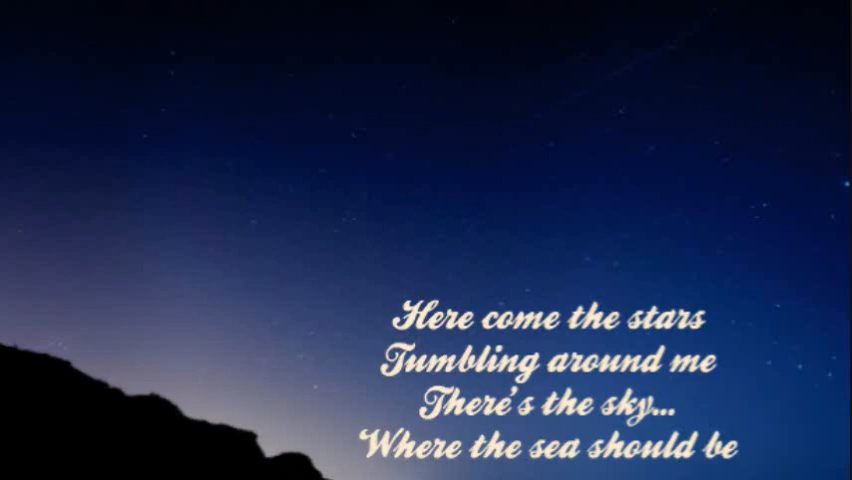 Here come the stars
Tumbling around me
There's the sky...
Where the sea should be